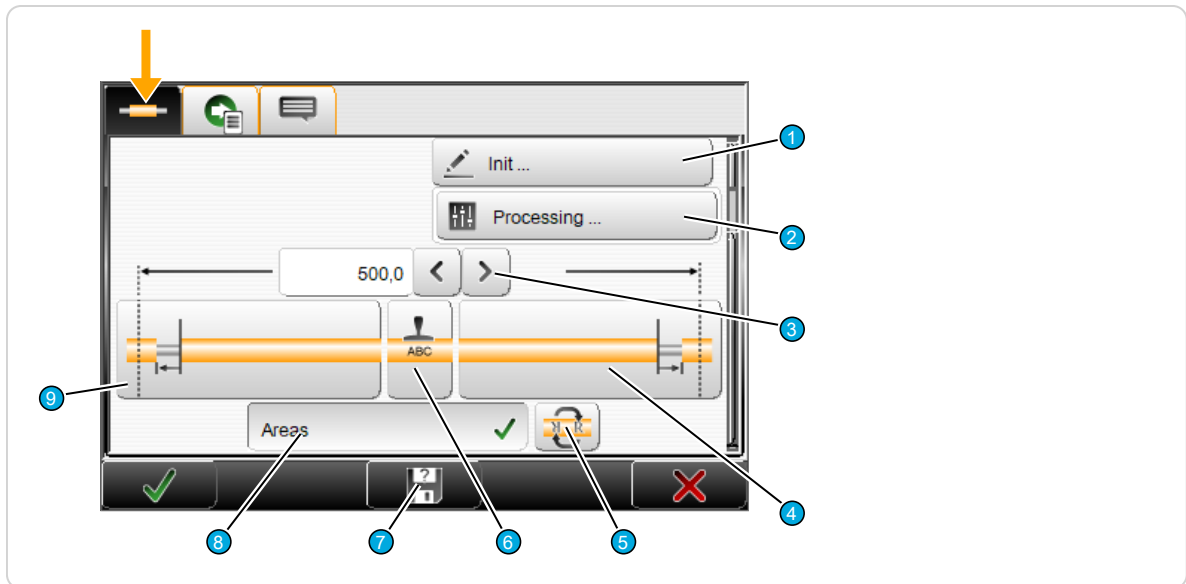 Init ...
1
Processing ...
2
500,0
3
ABC
9
Areas
R R
?
4
8
7
6
5